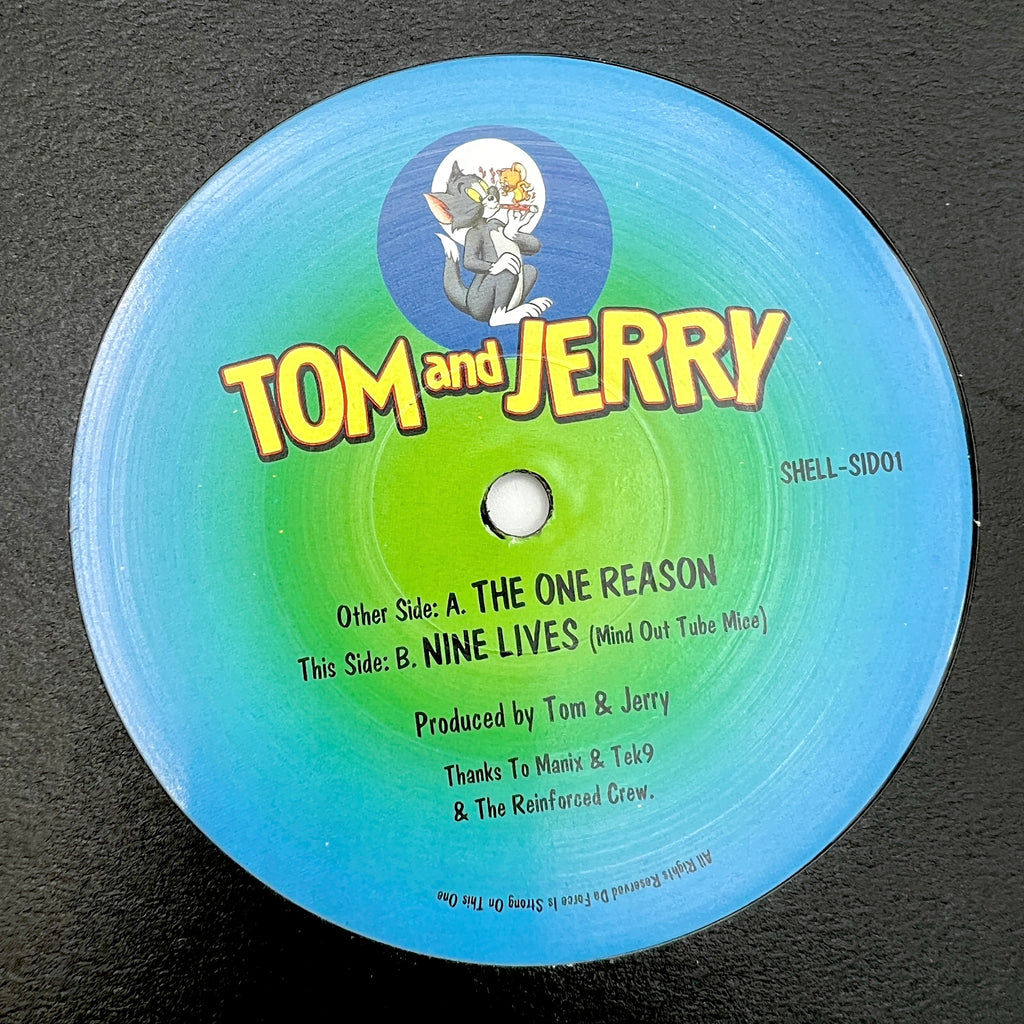 TOM and JERRY
SHELL-SID01
Other Side: A. THE ONE REASON
This Side: B. NINE LIVES (Mind Out Tube Mice)
Produced by Tom & Jerry
Thanks To Manix & Tek9
& The Reinforced Crew.
All Rights Reserved Da Force Is Strong On This One